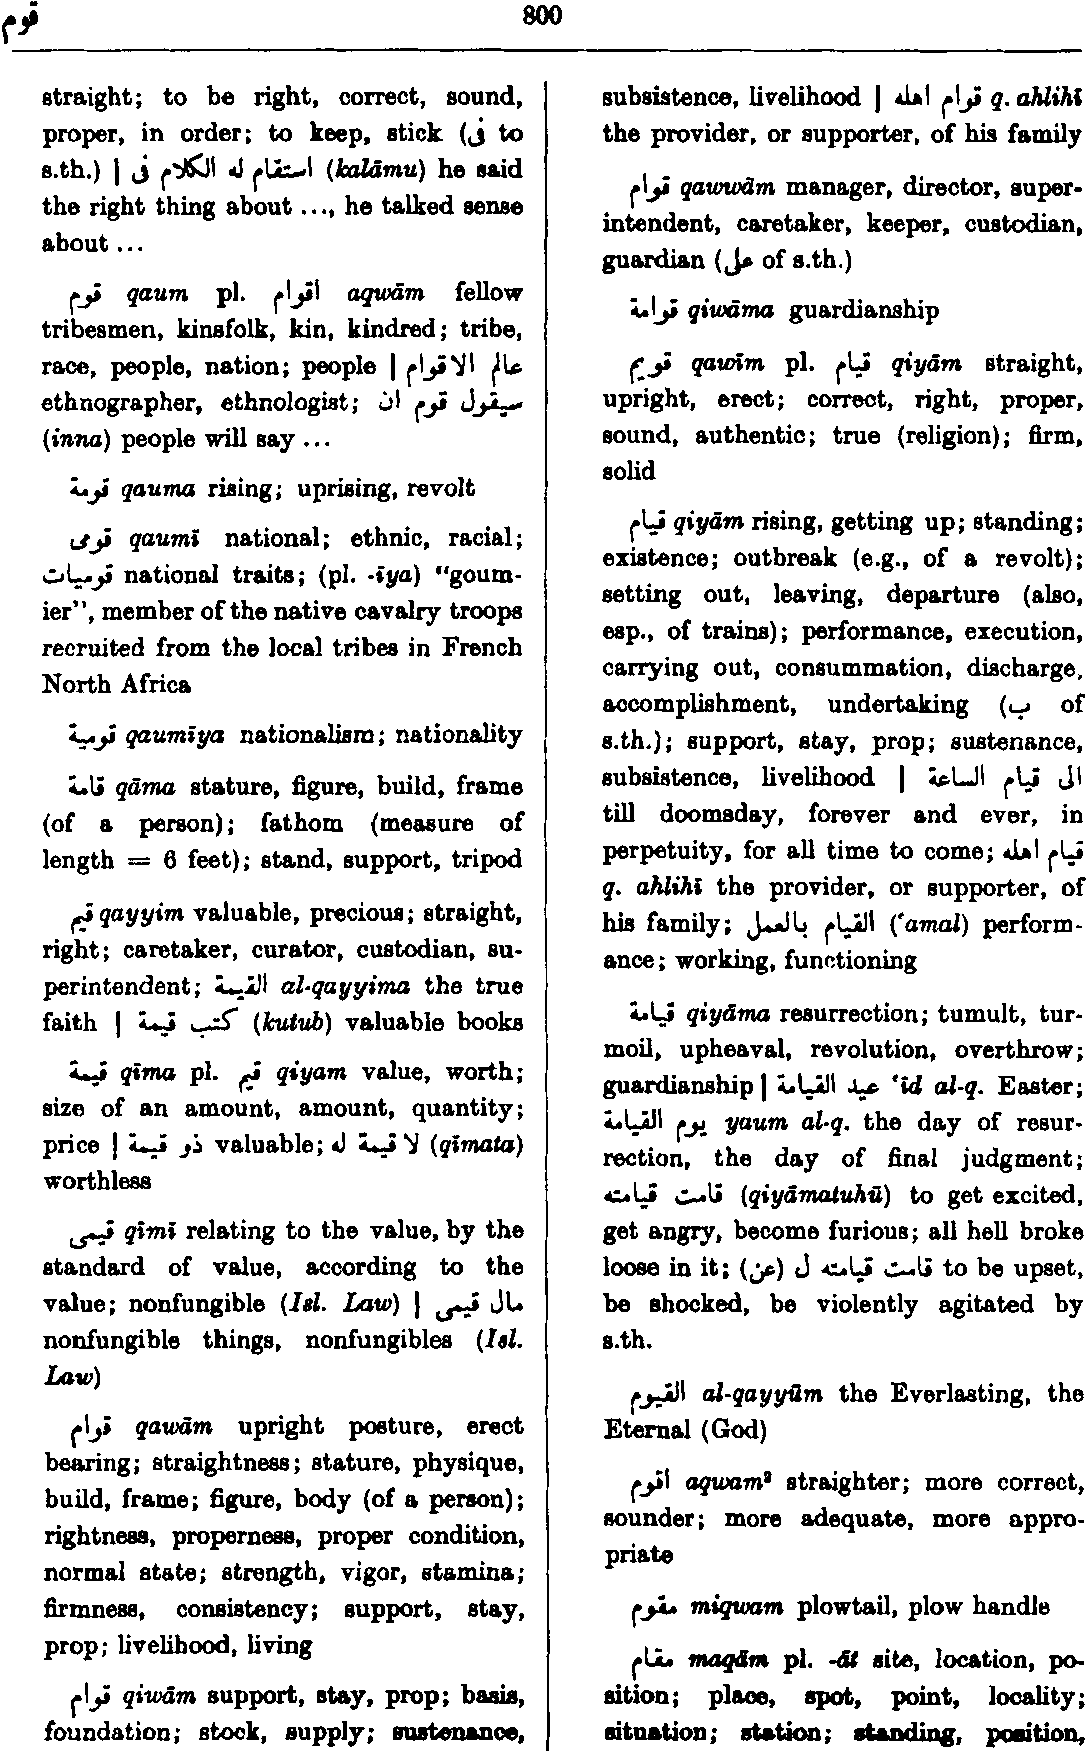 قوم
800
straight; to be right, correct, sound,
proper, in order; to keep, stick (فى to
s.th.) | استقام له الكلام فى (kalāmu) he said
the right thing about ..., he talked sense
about ...
قوم qaum pl. اقوام aqwām fellow
tribesmen, kinsfolk, kin, kindred; tribe,
race, people, nation; people | عالم الاقوام
ethnographer, ethnologist; سيقول قوم ان
(inna) people will say ...
قومة qauma rising; uprising, revolt
قومى qaumī national; ethnic, racial;
قوميات national traits; (pl. -īya) “goum-
ier”, member of the native cavalry troops
recruited from the local tribes in French
North Africa
قومية qaumīya nationalism; nationality
قامة qāma stature, figure, build, frame
(of a person); fathom (measure of
length = 6 feet); stand, support, tripod
قيم qayyim valuable, precious; straight,
right; caretaker, curator, custodian, su-
perintendent; القيمة al-qayyima the true
faith | كتب قيمة (kutub) valuable books
قيمة qīma pl. قيم qiyam value, worth;
size of an amount, amount, quantity;
price | ذو قيمة valuable; لا قيمة له (qīmata)
worthless
قيمى qīmī relating to the value, by the
standard of value, according to the
value; nonfungible (Isl. Law) | مال قيمى
nonfungible things, nonfungibles (Isl.
Law)
قوام qawām upright posture, erect
bearing; straightness; stature, physique,
build, frame; figure, body (of a person);
rightness, properness, proper condition,
normal state; strength, vigor, stamina;
firmness, consistency; support, stay,
prop; livelihood, living
قوام qiwām support, stay, prop; basis,
foundation; stock, supply; sustenance,
subsistence, livelihood | قوام اهله q. ahlihī
the provider, or supporter, of his family
قوام qawwām manager, director, super-
intendent, caretaker, keeper, custodian,
guardian (على of s.th.)
قوامة qiwāma guardianship
قويم qawīm pl. قيام qiyām straight,
upright, erect; correct, right, proper,
sound, authentic; true (religion); firm,
solid
قيام qiyām rising, getting up; standing;
existence; outbreak (e.g., of a revolt);
setting out, leaving, departure (also,
esp., of trains); performance, execution,
carrying out, consummation, discharge,
accomplishment, undertaking (ب of
s.th.); support, stay, prop; sustenance,
subsistence, livelihood | الى قيام الساعة
till doomsday, forever and ever, in
perpetuity, for all time to come; قيام اهله
q. ahlihī the provider, or supporter, of
his family; القيام بالعمل (‘amal) perform-
ance; working, functioning
قيامة qiyāma resurrection; tumult, tur-
moil, upheaval, revolution, overthrow;
guardianship | عيد القيامة ‘īd al-q. Easter;
يوم القيامة yaum al-q. the day of resur-
rection, the day of final judgment;
قامت قيامته (qiyāmatuhū) to get excited,
get angry, become furious; all hell broke
loose in it; قامت قيامته ل (عن) to be upset,
be shocked, be violently agitated by
s.th.
القيوم al-qayyūm the Everlasting, the
Eternal (God)
اقوم aqwam² straighter; more correct,
sounder; more adequate, more appro-
priate
مقوم miqwam plowtail, plow handle
مقام maqām pl. -āt site, location, po-
sition; place, spot, point, locality;
situation; station; standing, position,